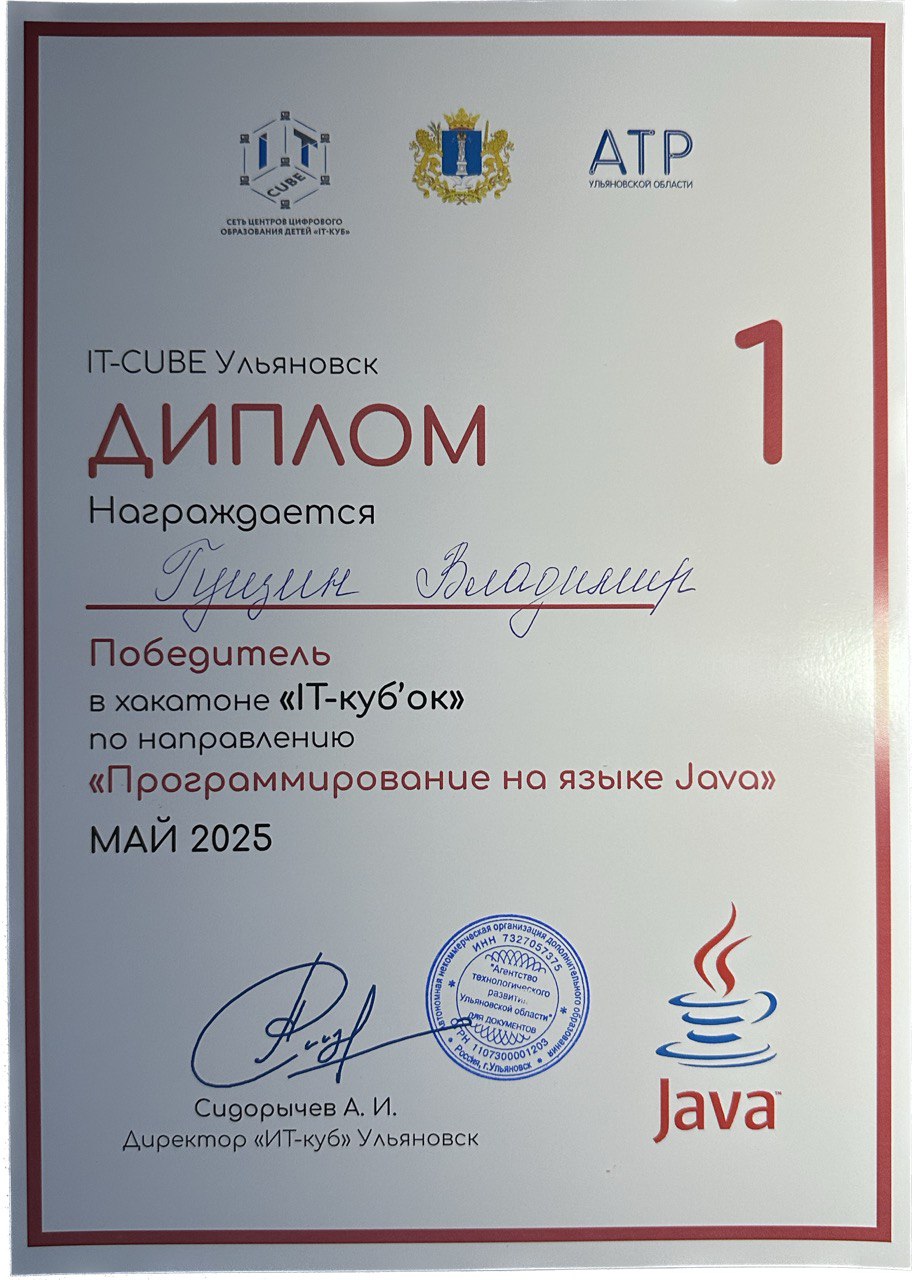 IT
CUBE
СЕТЬ ЦЕНТРОВ ЦИФРОВОГО
ОБРАЗОВАНИЯ ДЕТЕЙ «IT-КУБ»
АТР
УЛЬЯНОВСКОЙ ОБЛАСТИ
IT-CUBE Ульяновск
ДИПЛОМ
1
Награждается
Гущин Владимир
Победитель
в хакатоне «IT-куб’ок»
по направлению
«Программирование на языке Java»
МАЙ 2025
Автономная некоммерческая организация дополнительного образования
ИНН 7327057375
"Агентство
технологического
Ульяновской области"
ДЛЯ ДОКУМЕНТОВ
ОГРН 1107300001203
Россия, г.Ульяновск
Сидорычев А. И.
Директор «ИТ-куб» Ульяновск
Java™